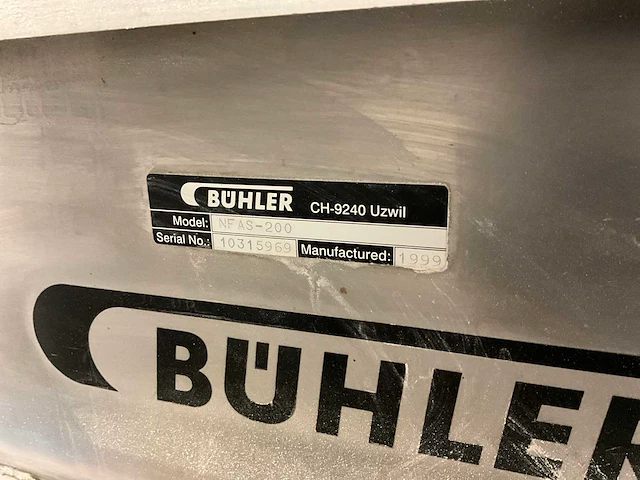 BÜHLER CH-9240 Uzwil
Model: NFAS-200
Serial No.: 10315969 Manufactured: 1999
BÜHLER